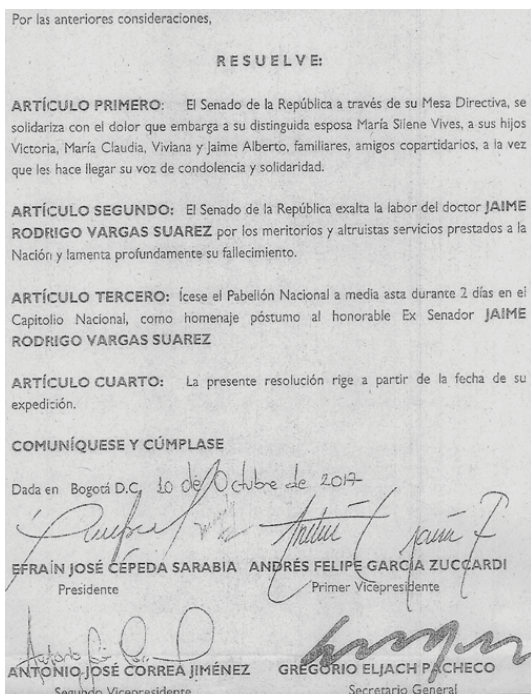 Por las anteriores consideraciones,
RESUELVE:
ARTÍCULO PRIMERO: El Senado de la República a través de su Mesa Directiva, se
solidariza con el dolor que embarga a su distinguida esposa María Silene Vives, a sus hijos
Victoria, María Claudia, Viviana y Jaime Alberto, familiares, amigos copartidarios, a la vez
que les hace llegar su voz de condolencia y solidaridad.
ARTÍCULO SEGUNDO: El Senado de la República exalta la labor del doctor JAIME
RODRIGO VARGAS SUAREZ por los meritorios y altruistas servicios prestados a la
Nación y lamenta profundamente su fallecimiento.
ARTÍCULO TERCERO: Ícese el Pabellón Nacional a media asta durante 2 días en el
Capitolio Nacional, como homenaje póstumo al honorable Ex Senador JAIME
RODRIGO VARGAS SUAREZ
ARTÍCULO CUARTO: La presente resolución rige a partir de la fecha de su
expedición.
COMUNÍQUESE Y CÚMPLASE
Dada en Bogotá D.C, 10 de Octubre de 2017
EFRAÍN JOSÉ CEPEDA SARABIA ANDRÉS FELIPE GARCÍA ZUCCARDI
Presidente Primer Vicepresidente
ANTONIO JOSÉ CORREA JIMÉNEZ GREGORIO ELJACH PACHECO
Segundo Vicepresidente Secretario General